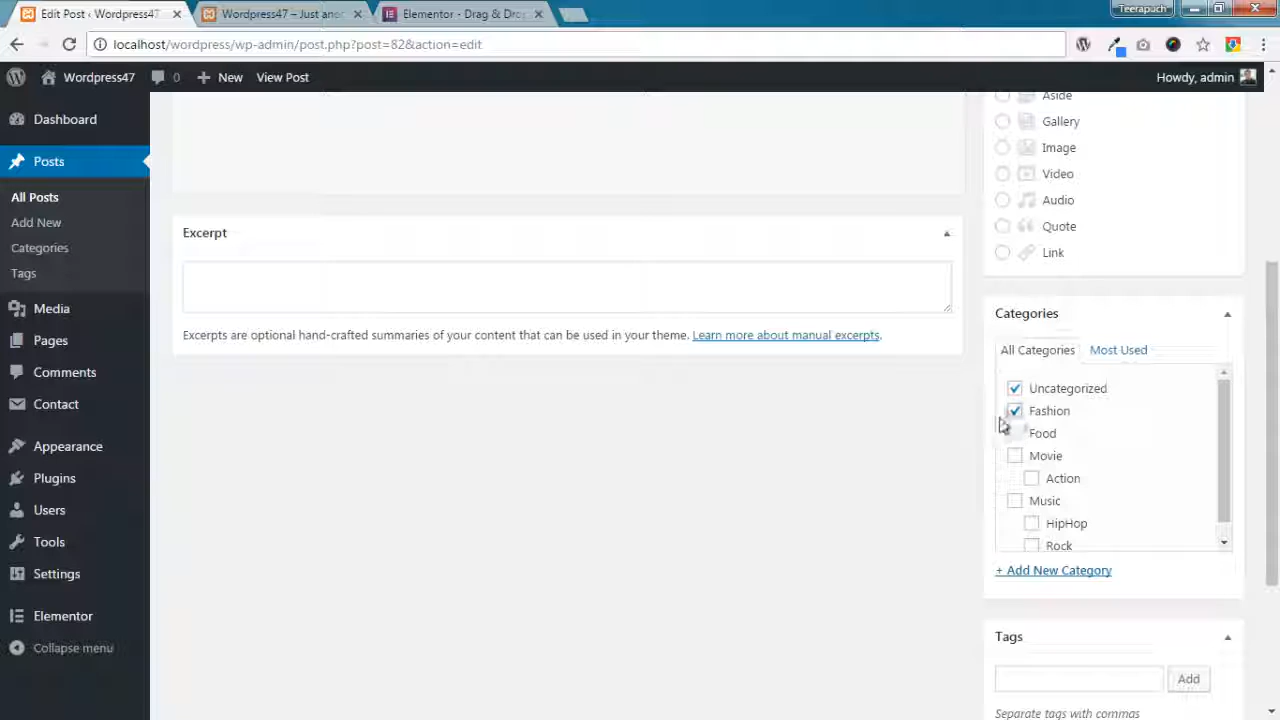 Edit Post ‹ Wordpress47
Wordpress47 – Just ano
Elementor - Drag & Dro
Teerapuch
localhost/wordpress/wp-admin/post.php?post=82&action=edit
Wordpress47
0
New
View Post
Howdy, admin
Dashboard
Posts
All Posts
Add New
Categories
Tags
Media
Pages
Comments
Contact
Appearance
Plugins
Users
Tools
Settings
Elementor
Collapse menu
Excerpt
Excerpts are optional hand-crafted summaries of your content that can be used in your theme. Learn more about manual excerpts.
Aside
Gallery
Image
Video
Audio
Quote
Link
Categories
All Categories
Most Used
Uncategorized
Fashion
Food
Movie
Action
Music
HipHop
Rock
+ Add New Category
Tags
Add
Separate tags with commas